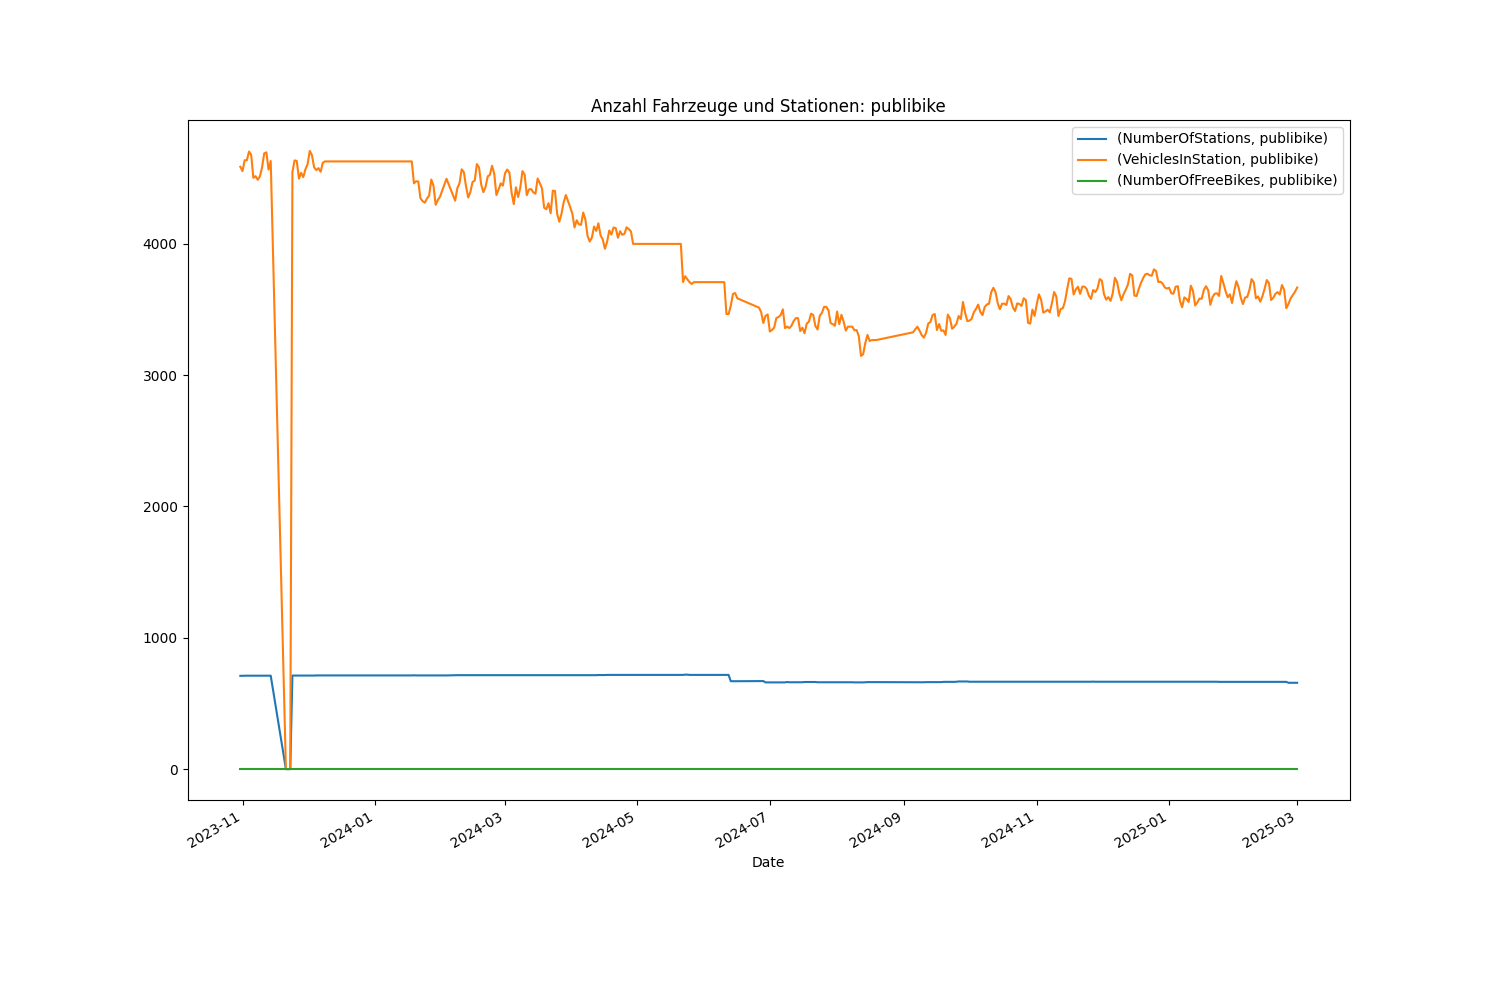 Anzahl Fahrzeuge und Stationen: publibike
(NumberOfStations, publibike)
(VehiclesInStation, publibike)
(NumberOfFreeBikes, publibike)
4000
3000
2000
1000
0
2023-11
2024-01
2024-03
2024-05
2024-07
2024-09
2024-11
2025-01
2025-03
Date